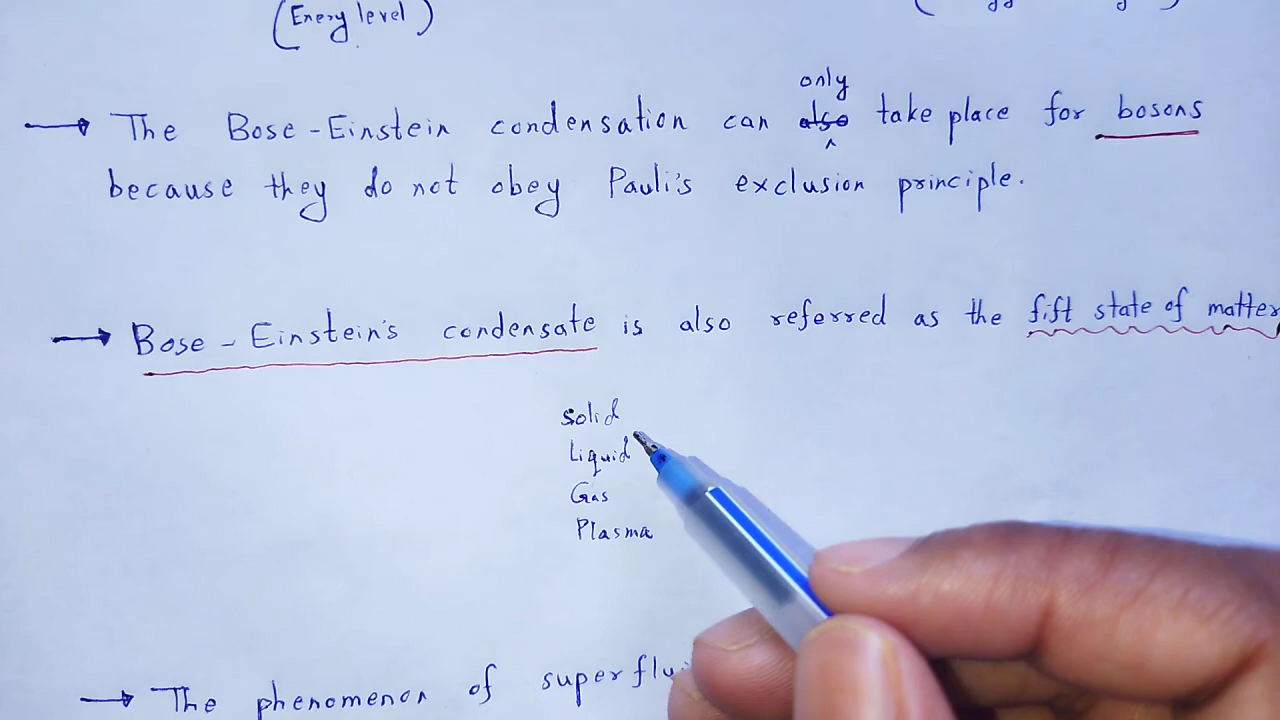 (Enery level)
only
The Bose-Einstein condensation can also take place for bosons
because they do not obey Pauli's exclusion principle.
Bose-Einstein's condensate is also referred as the fift state of matter
Solid
Liquid
Gas
Plasma
The phenomenon of